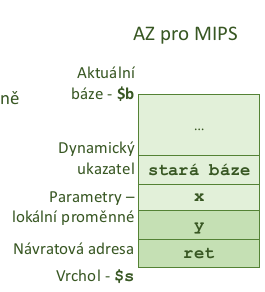 AZ pro MIPS
Aktuální
báze - $b
ně
...
Dynamický
ukazatel
stará báze
Parametry –
lokální proměnné
x
y
Návratová adresa
ret
Vrchol - $s